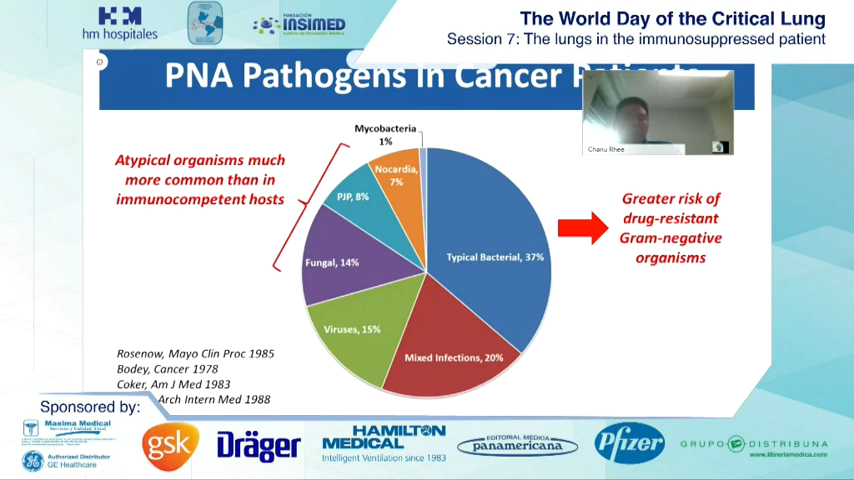 hm hospitales
FUNDACIÓN
INSIMED
The World Day of the Critical Lung
Session 7: The lungs in the immunosuppressed patient
PNA Pathogens in Cancer Patients
Chanu Rhee
Mycobacteria
1%
Atypical organisms much
more common than in
immunocompetent hosts
Nocardia,
7%
PJP, 8%
Fungal, 14%
Typical Bacterial, 37%
Viruses, 15%
Mixed Infections, 20%
Greater risk of
drug-resistant
Gram-negative
organisms
Rosenow, Mayo Clin Proc 1985
Bodey, Cancer 1978
Coker, Am J Med 1983
Arch Intern Med 1988
Sponsored by:
Maxima Medical
Authorized Distributor
GE Healthcare
gsk
Dräger
HAMILTON
MEDICAL
Intelligent Ventilation since 1983
EDITORIAL MEDICA
panamericana
Pfizer
GRUPO DISTRIBUNA
www.libreriamedica.com